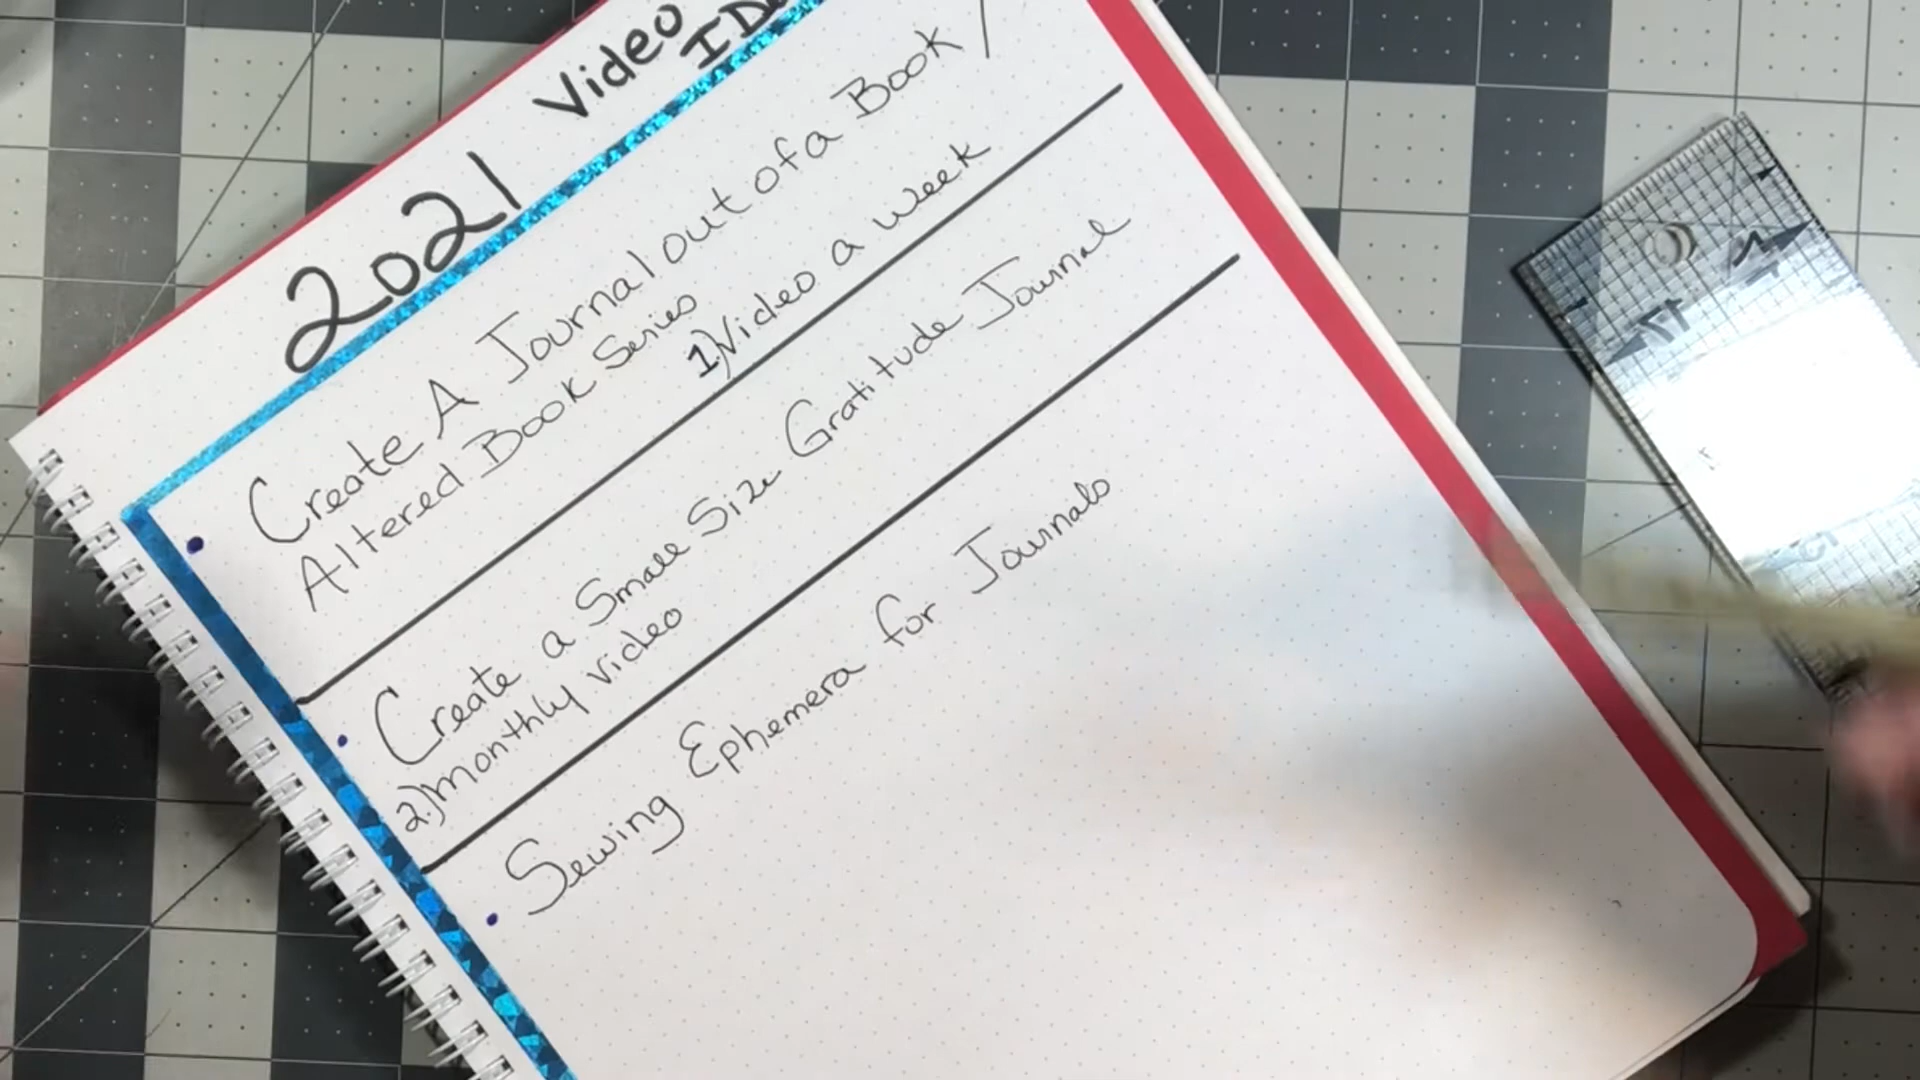 2021 Video
Create A Journal out of a Book /
Altered Book Series
1) Video a week
Create a Small Size Gratitude Journal
2.) monthly video
Sewing Ephemera for Journals